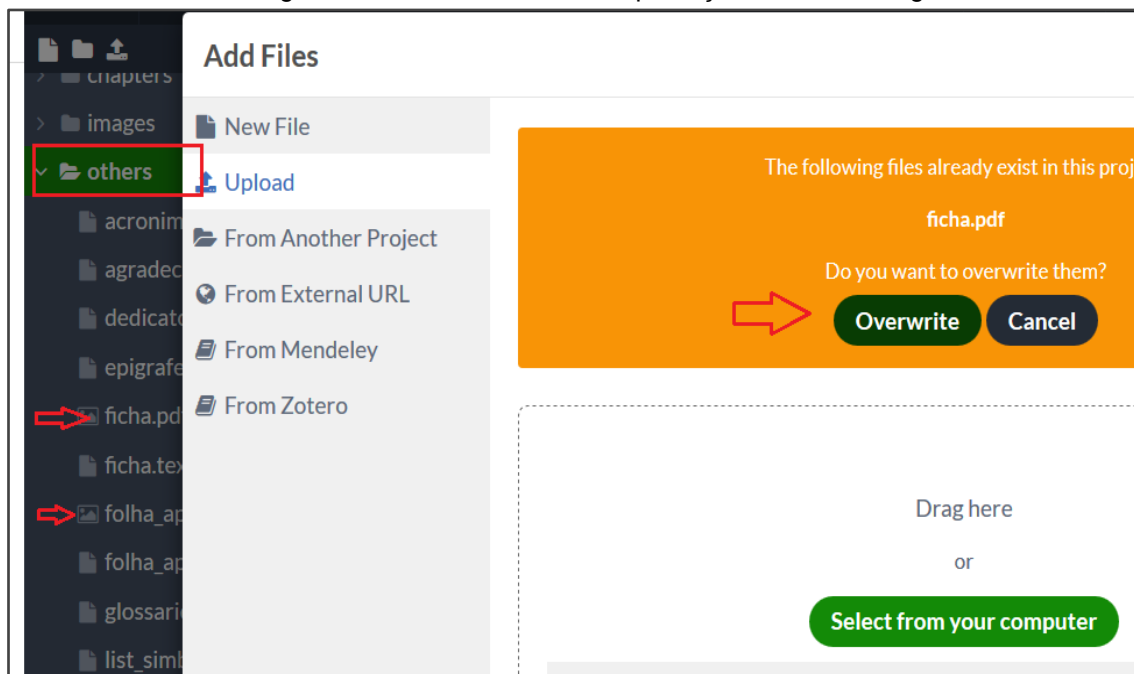 Add Files
chapters
images
others
acronim
agradec
dedicato
epigrafe
ficha.pd
ficha.tex
folha_ap
folha_ap
glossari
list_simb
New File
Upload
From Another Project
From External URL
From Mendeley
From Zotero
The following files already exist in this proj
ficha.pdf
Do you want to overwrite them?
Overwrite Cancel
Drag here
or
Select from your computer